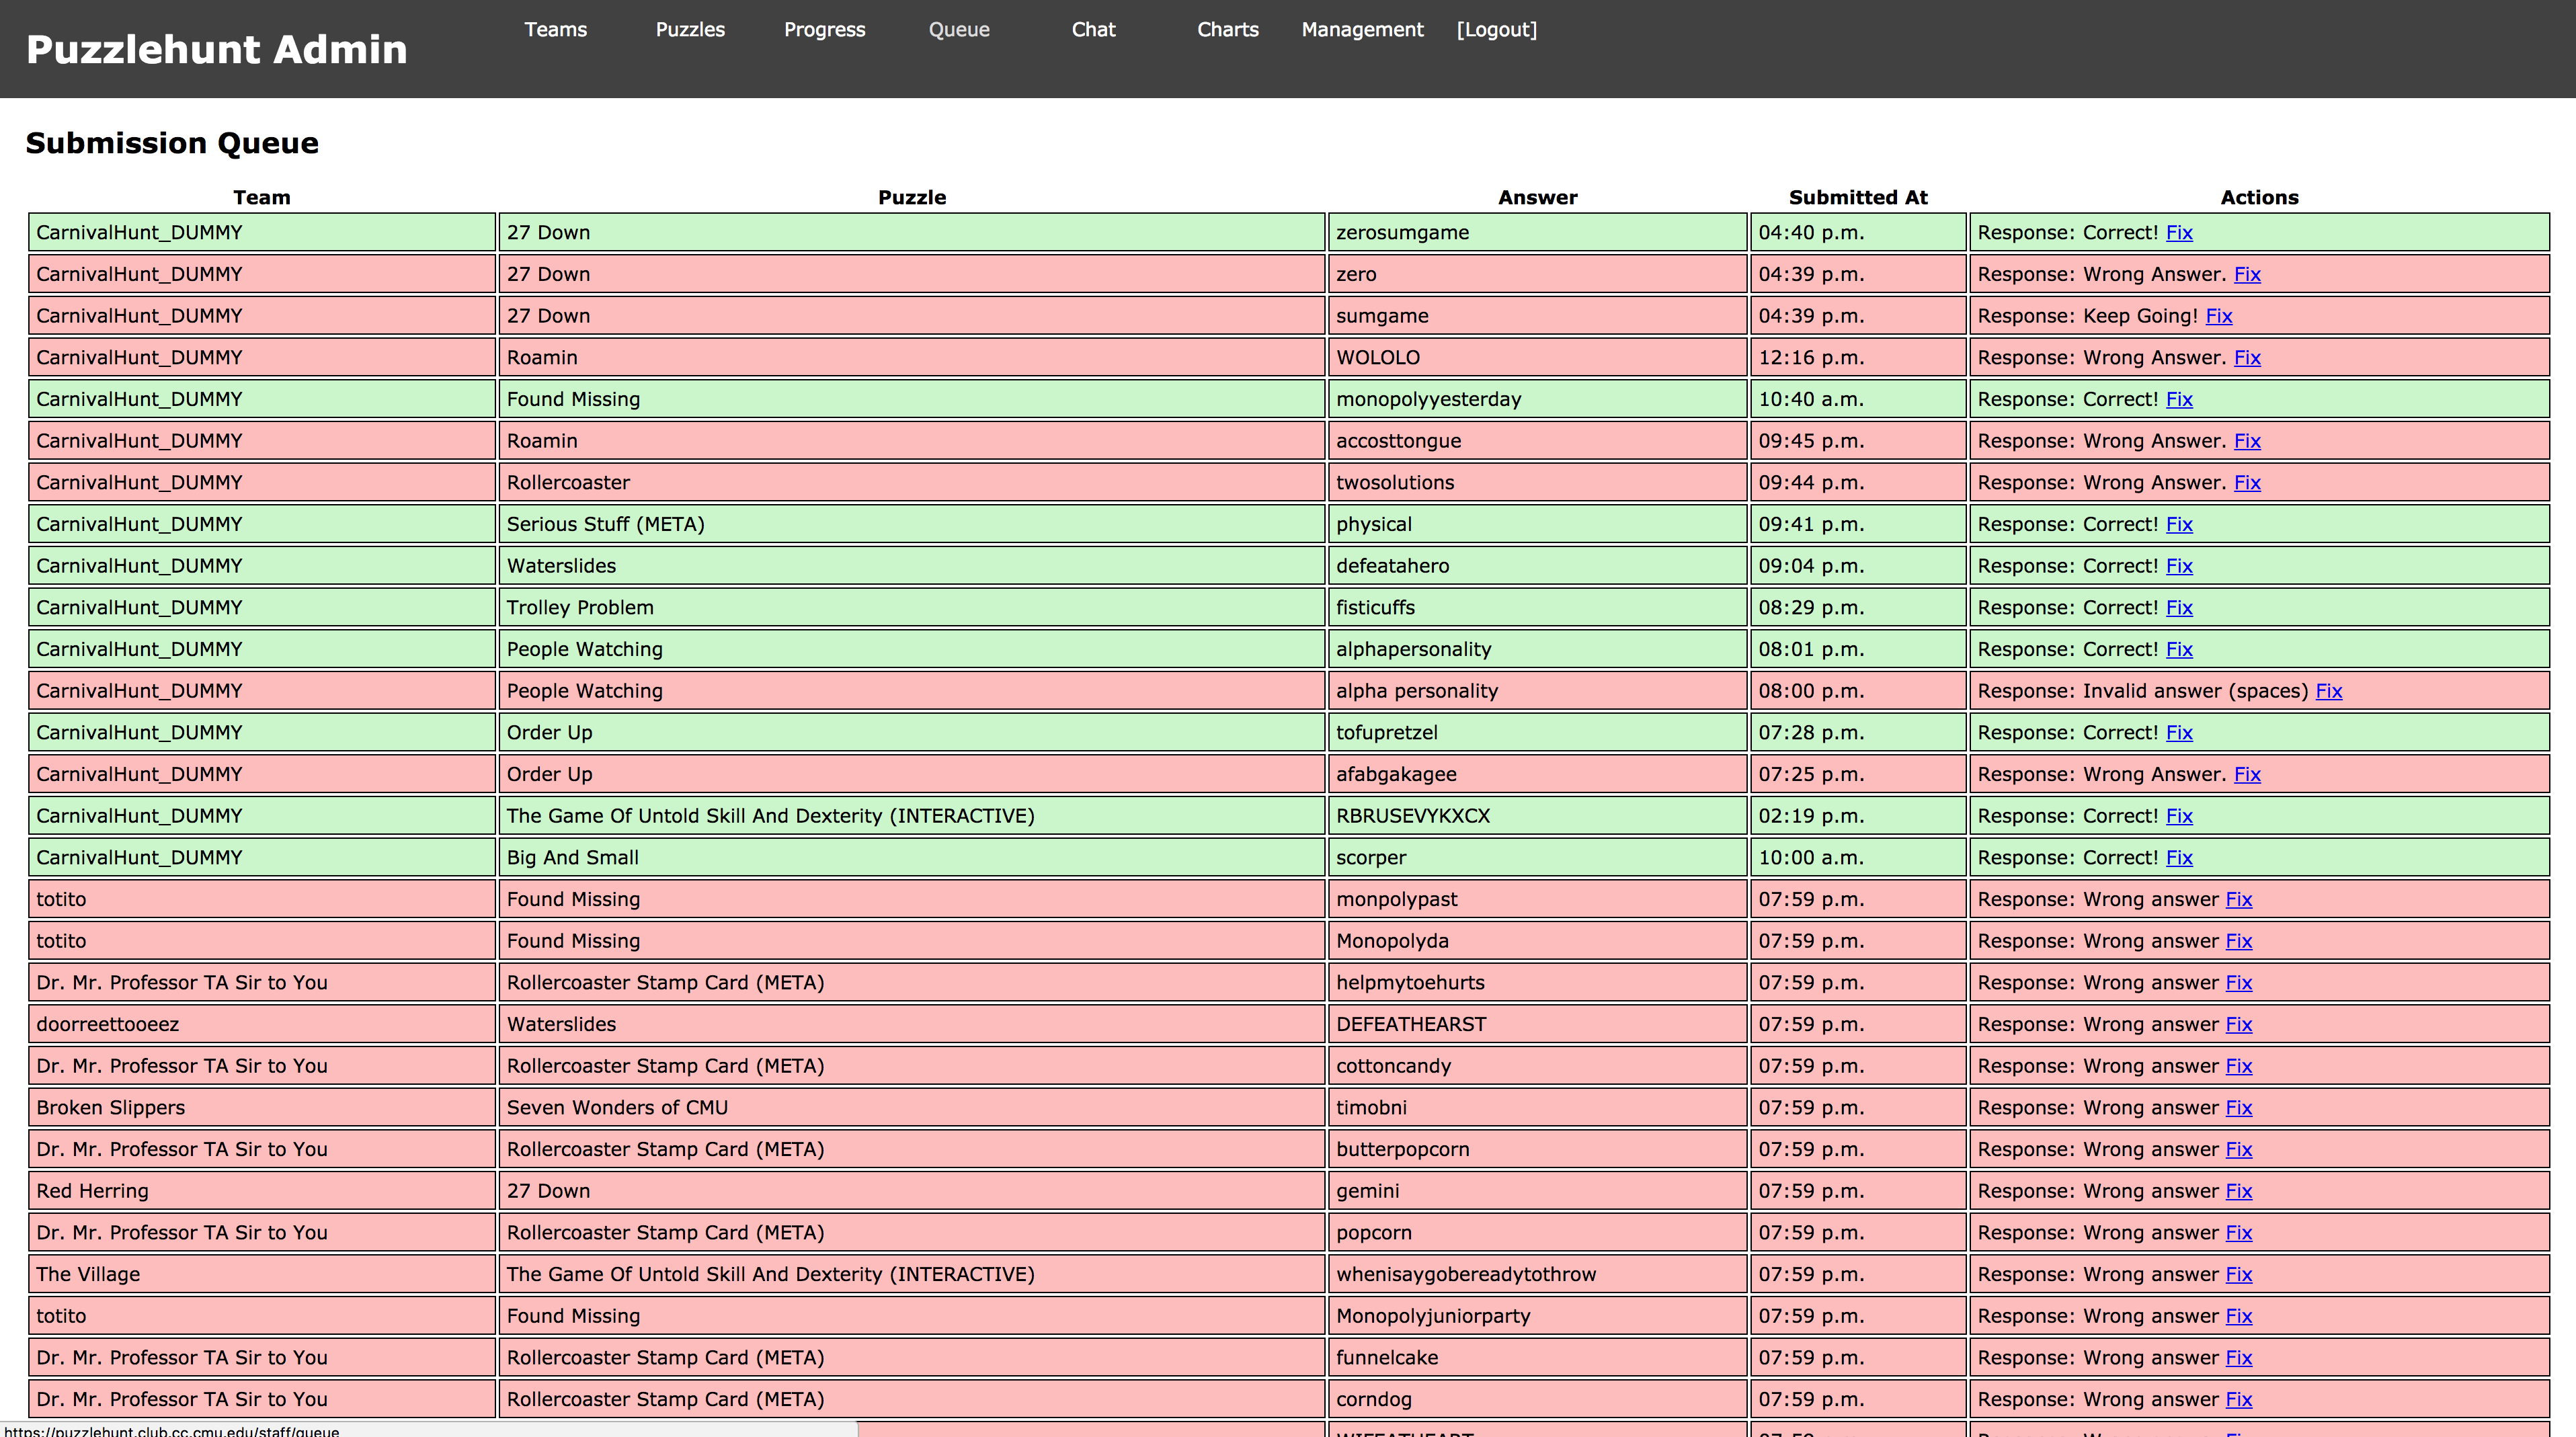 Puzzlehunt Admin Teams Puzzles Progress Queue Chat Charts Management [Logout]
Submission Queue
Team Puzzle Answer Submitted At Actions
CarnivalHunt_DUMMY 27 Down zerosumgame 04:40 p.m. Response: Correct! Fix
CarnivalHunt_DUMMY 27 Down zero 04:39 p.m. Response: Wrong Answer. Fix
CarnivalHunt_DUMMY 27 Down sumgame 04:39 p.m. Response: Keep Going! Fix
CarnivalHunt_DUMMY Roamin WOLOLO 12:16 p.m. Response: Wrong Answer. Fix
CarnivalHunt_DUMMY Found Missing monopolyyesterday 10:40 a.m. Response: Correct! Fix
CarnivalHunt_DUMMY Roamin accosttongue 09:45 p.m. Response: Wrong Answer. Fix
CarnivalHunt_DUMMY Rollercoaster twosolutions 09:44 p.m. Response: Wrong Answer. Fix
CarnivalHunt_DUMMY Serious Stuff (META) physical 09:41 p.m. Response: Correct! Fix
CarnivalHunt_DUMMY Waterslides defeatahero 09:04 p.m. Response: Correct! Fix
CarnivalHunt_DUMMY Trolley Problem fisticuffs 08:29 p.m. Response: Correct! Fix
CarnivalHunt_DUMMY People Watching alphapersonality 08:01 p.m. Response: Correct! Fix
CarnivalHunt_DUMMY People Watching alpha personality 08:00 p.m. Response: Invalid answer (spaces) Fix
CarnivalHunt_DUMMY Order Up tofupretzel 07:28 p.m. Response: Correct! Fix
CarnivalHunt_DUMMY Order Up afabgakagee 07:25 p.m. Response: Wrong Answer. Fix
CarnivalHunt_DUMMY The Game Of Untold Skill And Dexterity (INTERACTIVE) RBRUSEVYKXCX 02:19 p.m. Response: Correct! Fix
CarnivalHunt_DUMMY Big And Small scorper 10:00 a.m. Response: Correct! Fix
totito Found Missing monpolypast 07:59 p.m. Response: Wrong answer Fix
totito Found Missing Monopolyda 07:59 p.m. Response: Wrong answer Fix
Dr. Mr. Professor TA Sir to You Rollercoaster Stamp Card (META) helpmytoehurts 07:59 p.m. Response: Wrong answer Fix
doorreettooeez Waterslides DEFEATHEARST 07:59 p.m. Response: Wrong answer Fix
Dr. Mr. Professor TA Sir to You Rollercoaster Stamp Card (META) cottoncandy 07:59 p.m. Response: Wrong answer Fix
Broken Slippers Seven Wonders of CMU timobni 07:59 p.m. Response: Wrong answer Fix
Dr. Mr. Professor TA Sir to You Rollercoaster Stamp Card (META) butterpopcorn 07:59 p.m. Response: Wrong answer Fix
Red Herring 27 Down gemini 07:59 p.m. Response: Wrong answer Fix
Dr. Mr. Professor TA Sir to You Rollercoaster Stamp Card (META) popcorn 07:59 p.m. Response: Wrong answer Fix
The Village The Game Of Untold Skill And Dexterity (INTERACTIVE) whenisaygobereadytothrow 07:59 p.m. Response: Wrong answer Fix
totito Found Missing Monopolyjuniorparty 07:59 p.m. Response: Wrong answer Fix
Dr. Mr. Professor TA Sir to You Rollercoaster Stamp Card (META) funnelcake 07:59 p.m. Response: Wrong answer Fix
Dr. Mr. Professor TA Sir to You Rollercoaster Stamp Card (META) corndog 07:59 p.m. Response: Wrong answer Fix
https://puzzlehunt.club.cc.cmu.edu/staff/queue